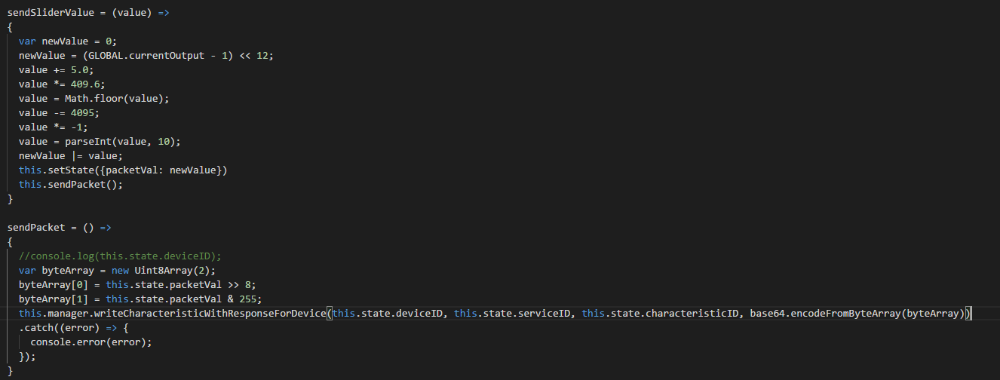 sendSliderValue = (value) =>
{
  var newValue = 0;
  newValue = (GLOBAL.currentOutput - 1) << 12;
  value += 5.0;
  value *= 409.6;
  value = Math.floor(value);
  value -= 4095;
  value *= -1;
  value = parseInt(value, 10);
  newValue |= value;
  this.setState({packetVal: newValue})
  this.sendPacket();
}

sendPacket = () =>
{
  //console.log(this.state.deviceID);
  var byteArray = new Uint8Array(2);
  byteArray[0] = this.state.packetVal >> 8;
  byteArray[1] = this.state.packetVal & 255;
  this.manager.writeCharacteristicWithResponseForDevice(this.state.deviceID, this.state.serviceID, this.state.characteristicID, base64.encodeFromByteArray(byteArray))
  .catch((error) => {
    console.error(error);
  });
}